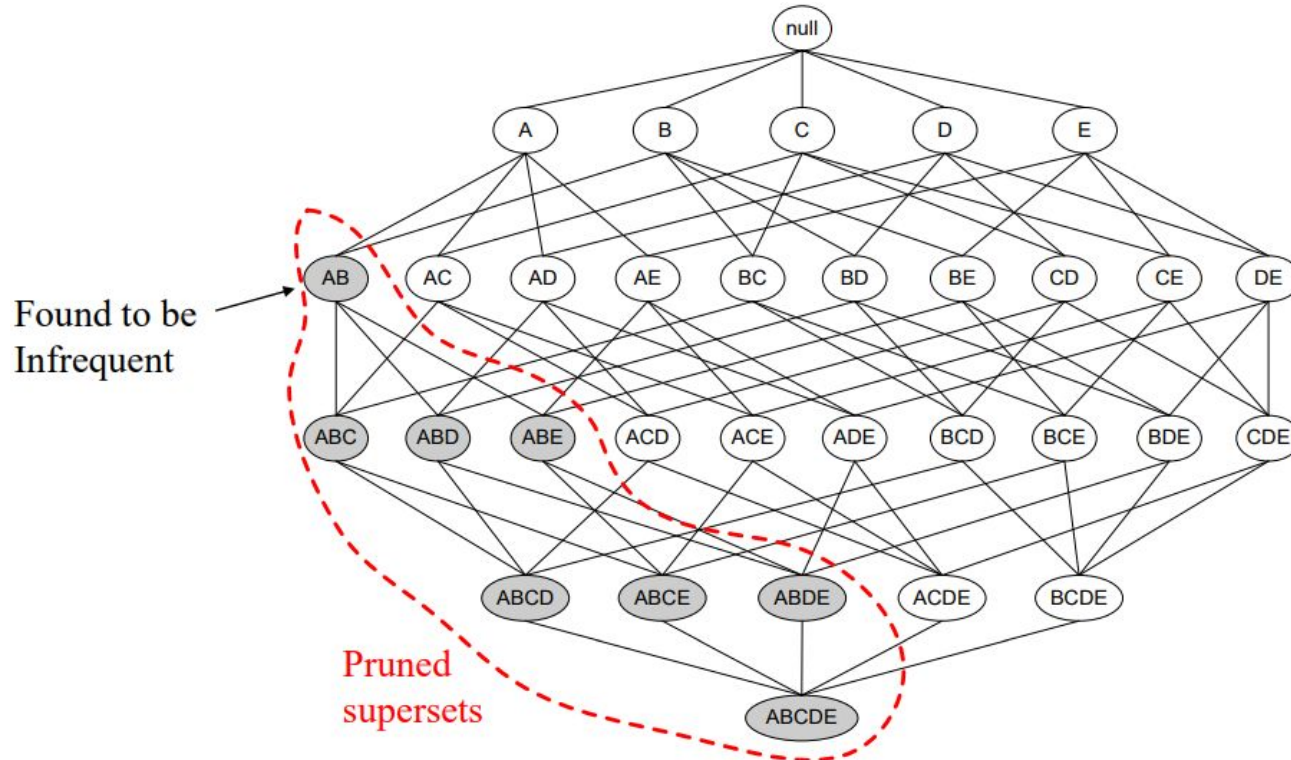 null
A B C D E
AB AC AD AE BC BD BE CD CE DE
Found to be
Infrequent
ABC ABD ABE ACD ACE ADE BCD BCE BDE CDE
ABCD ABCE ABDE ACDE BCDE
Pruned
supersets
ABCDE